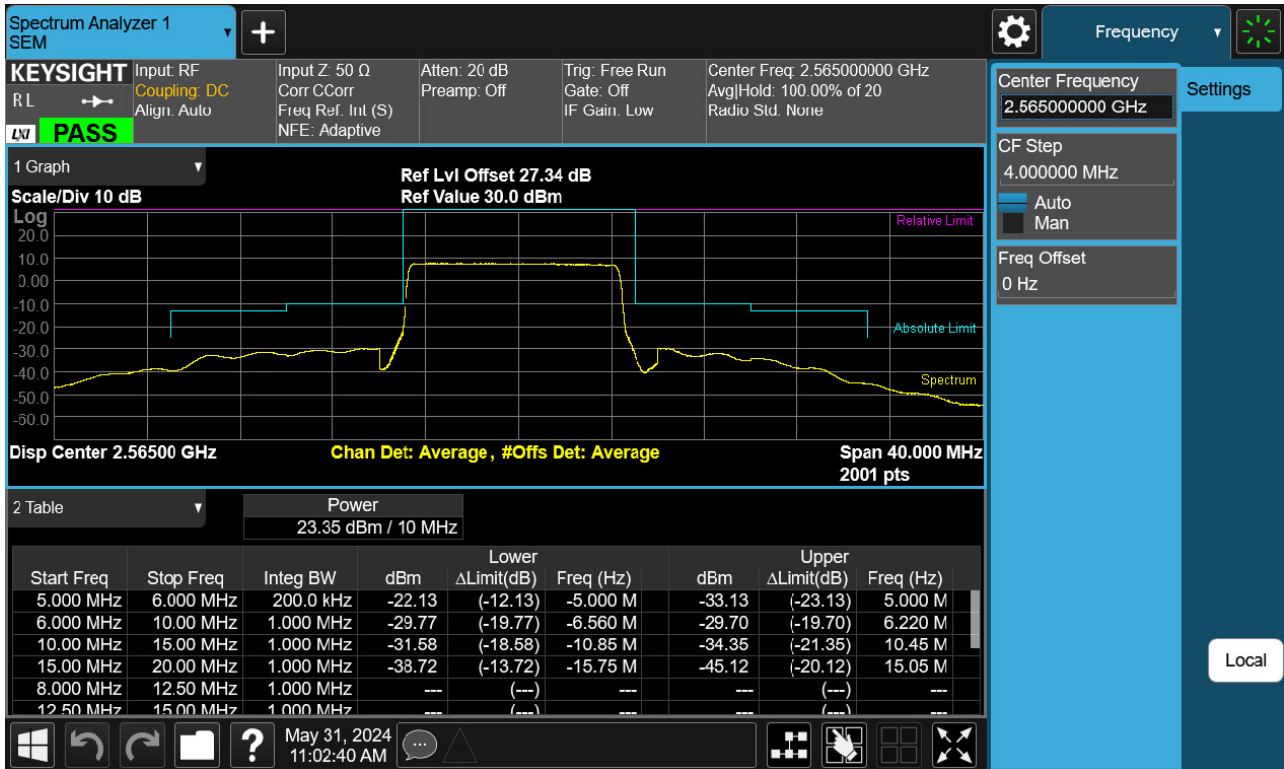 Spectrum Analyzer 1
SEM
Frequency
KEYSIGHT
R L
LXI
PASS
Input: RF
Coupling: DC
Align: Auto
Input Z: 50 Ω
Corr CCorr
Freq Ref: Int (S)
NFE: Adaptive
Atten: 20 dB
Preamp: Off
Trig: Free Run
Gate: Off
IF Gain: Low
Center Freq: 2.565000000 GHz
Avg|Hold: 100.00% of 20
Radio Std: None
Center Frequency
2.565000000 GHz
Settings
CF Step
4.000000 MHz
Auto
Man
Freq Offset
0 Hz
1 Graph
Scale/Div 10 dB
Ref Lvl Offset 27.34 dB
Ref Value 30.0 dBm
Log
20.0
10.0
0.00
-10.0
-20.0
-30.0
-40.0
-50.0
-60.0
Relative Limit
Absolute Limit
Spectrum
Disp Center 2.56500 GHz
Chan Det: Average, #Offs Det: Average
Span 40.000 MHz
2001 pts
2 Table
Power
23.35 dBm / 10 MHz
Lower Upper
Start Freq Stop Freq Integ BW dBm ΔLimit(dB) Freq (Hz) dBm ΔLimit(dB) Freq (Hz)
5.000 MHz 6.000 MHz 200.0 kHz -22.13 (-12.13) -5.000 M -33.13 (-23.13) 5.000 M
6.000 MHz 10.00 MHz 1.000 MHz -29.77 (-19.77) -6.560 M -29.70 (-19.70) 6.220 M
10.00 MHz 15.00 MHz 1.000 MHz -31.58 (-18.58) -10.85 M -34.35 (-21.35) 10.45 M
15.00 MHz 20.00 MHz 1.000 MHz -38.72 (-13.72) -15.75 M -45.12 (-20.12) 15.05 M
8.000 MHz 12.50 MHz 1.000 MHz --- (---) --- --- (---) ---
12.50 MHz 15.00 MHz 1.000 MHz --- (---) --- --- (---) ---
Local
?
May 31, 2024
11:02:40 AM